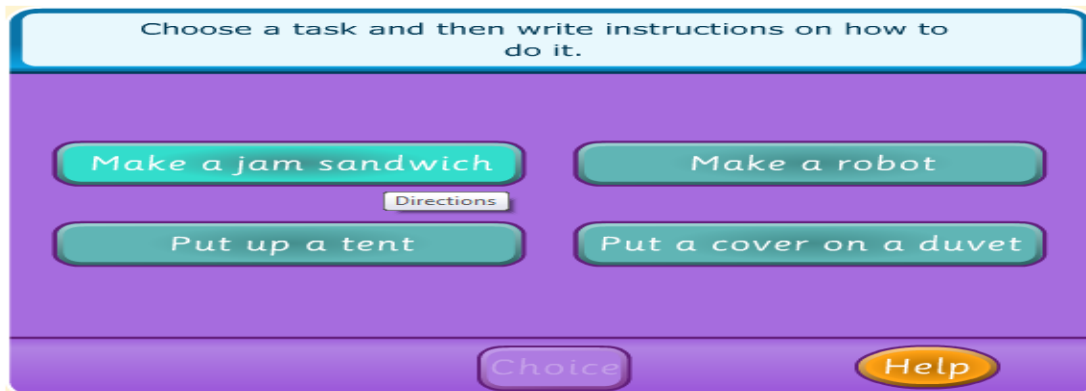 Choose a task and then write instructions on how to
do it.
Make a jam sandwich
Make a robot
Directions
Put up a tent
Put a cover on a duvet
Choice
Help